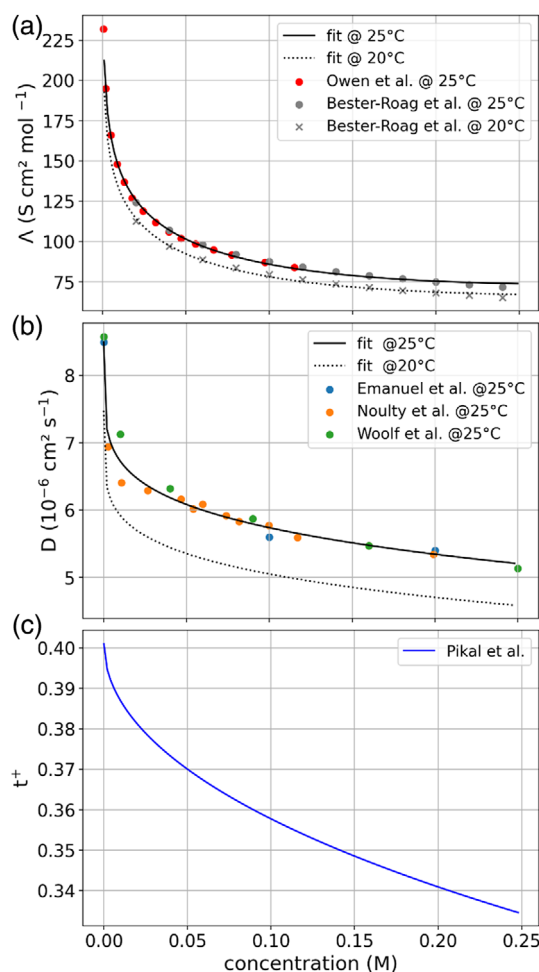 (a)
225
200
175
150
125
100
75
Λ (S cm² mol ⁻¹)
fit @ 25°C
fit @ 20°C
Owen et al. @ 25°C
Bester-Roag et al. @ 25°C
Bester-Roag et al. @ 20°C
(b)
8
7
6
5
D (10⁻⁶ cm² s⁻¹)
fit @25°C
fit @20°C
Emanuel et al. @25°C
Noulty et al. @25°C
Woolf et al. @25°C
(c)
0.40
0.39
0.38
0.37
0.36
0.35
0.34
t⁺
Pikal et al.
0.00 0.05 0.10 0.15 0.20 0.25
concentration (M)